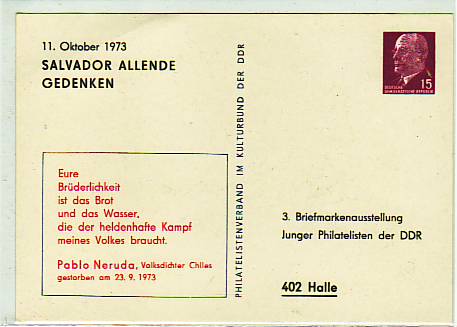 11. Oktober 1973
SALVADOR ALLENDE
GEDENKEN
Eure
Brüderlichkeit
ist das Brot
und das Wasser,
die der heldenhafte Kampf
meines Volkes braucht.
Pablo Neruda, Volksdichter Chiles
gestorben am 23. 9. 1973
PHILATELISTENVERBAND IM KULTURBUND DER DDR
15
DEUTSCHE
DEMOKRATISCHE REPUBLIK
3. Briefmarkenausstellung
Junger Philatelisten der DDR
402 Halle